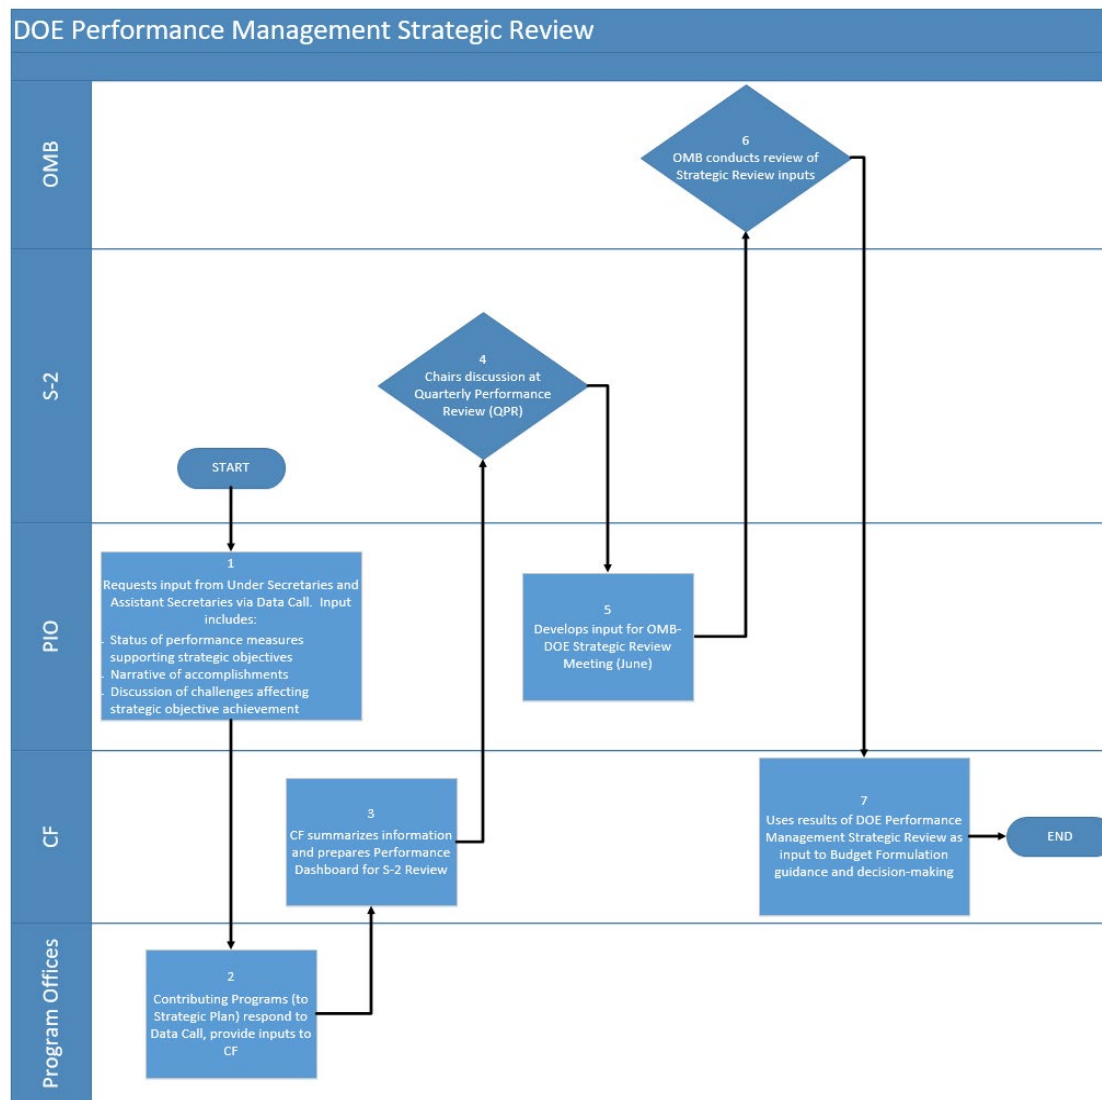 DOE Performance Management Strategic Review
OMB
6
OMB conducts review of
Strategic Review inputs
S-2
4
Chairs discussion at
Quarterly Performance
Review (QPR)
START
PIO
1
Requests input from Under Secretaries and
Assistant Secretaries via Data Call.  Input
includes:
- Status of performance measures
supporting strategic objectives
- Narrative of accomplishments
- Discussion of challenges affecting
strategic objective achievement
5
Develops input for OMB-
DOE Strategic Review
Meeting (June)
CF
3
CF summarizes information
and prepares Performance
Dashboard for S-2 Review
7
Uses results of DOE Performance
Management Strategic Review as
input to Budget Formulation
guidance and decision-making
END
Program Offices
2
Contributing Programs (to
Strategic Plan) respond to
Data Call, provide inputs to
CF